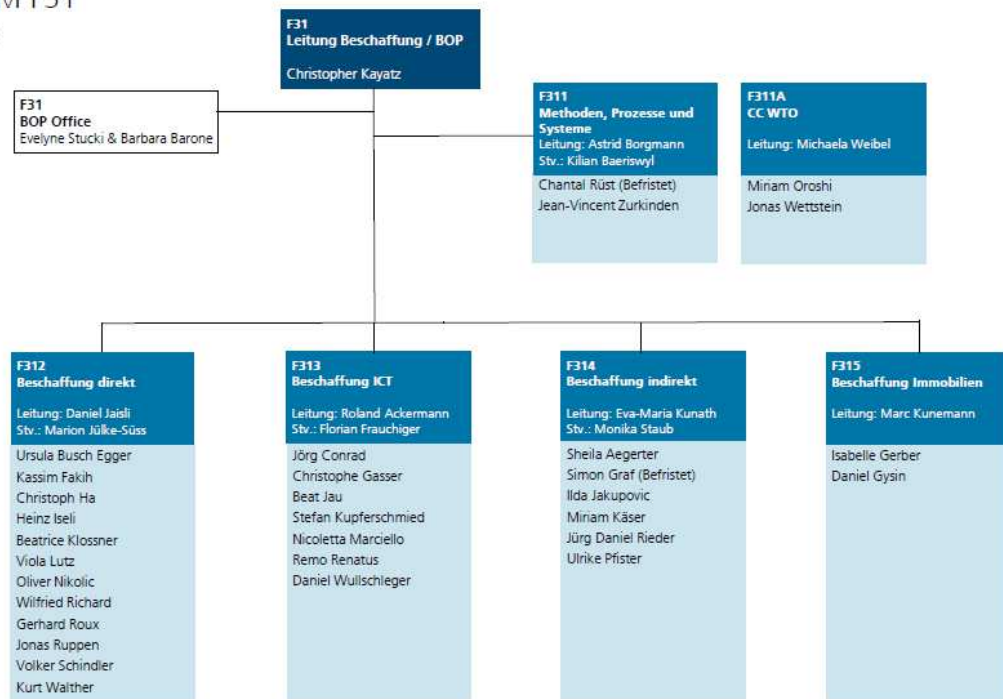 F31
Leitung Beschaffung / BOP
Christopher Kayatz
F31
BOP Office
Evelyne Stucki & Barbara Barone
F311
Methoden, Prozesse und
Systeme
Leitung: Astrid Borgmann
Stv.: Kilian Baeriswyl
Chantal Rüst (Befristet)
Jean-Vincent Zurkinden
F311A
CC WTO
Leitung: Michaela Weibel
Miriam Oroshi
Jonas Wettstein
F312
Beschaffung direkt
Leitung: Daniel Jaisli
Stv.: Marion Jülke-Süss
Ursula Busch Egger
Kassim Fakih
Christoph Ha
Heinz Iseli
Beatrice Klossner
Viola Lutz
Oliver Nikolic
Wilfried Richard
Gerhard Roux
Jonas Ruppen
Volker Schindler
Kurt Walther
F313
Beschaffung ICT
Leitung: Roland Ackermann
Stv.: Florian Frauchiger
Jörg Conrad
Christophe Gasser
Beat Jau
Stefan Kupferschmied
Nicoletta Marciello
Remo Renatus
Daniel Wullschleger
F314
Beschaffung indirekt
Leitung: Eva-Maria Kunath
Stv.: Monika Staub
Sheila Aegerter
Simon Graf (Befristet)
Ilda Jakupovic
Miriam Käser
Jürg Daniel Rieder
Ulrike Pfister
F315
Beschaffung Immobilien
Leitung: Marc Kunemann
Isabelle Gerber
Daniel Gysin